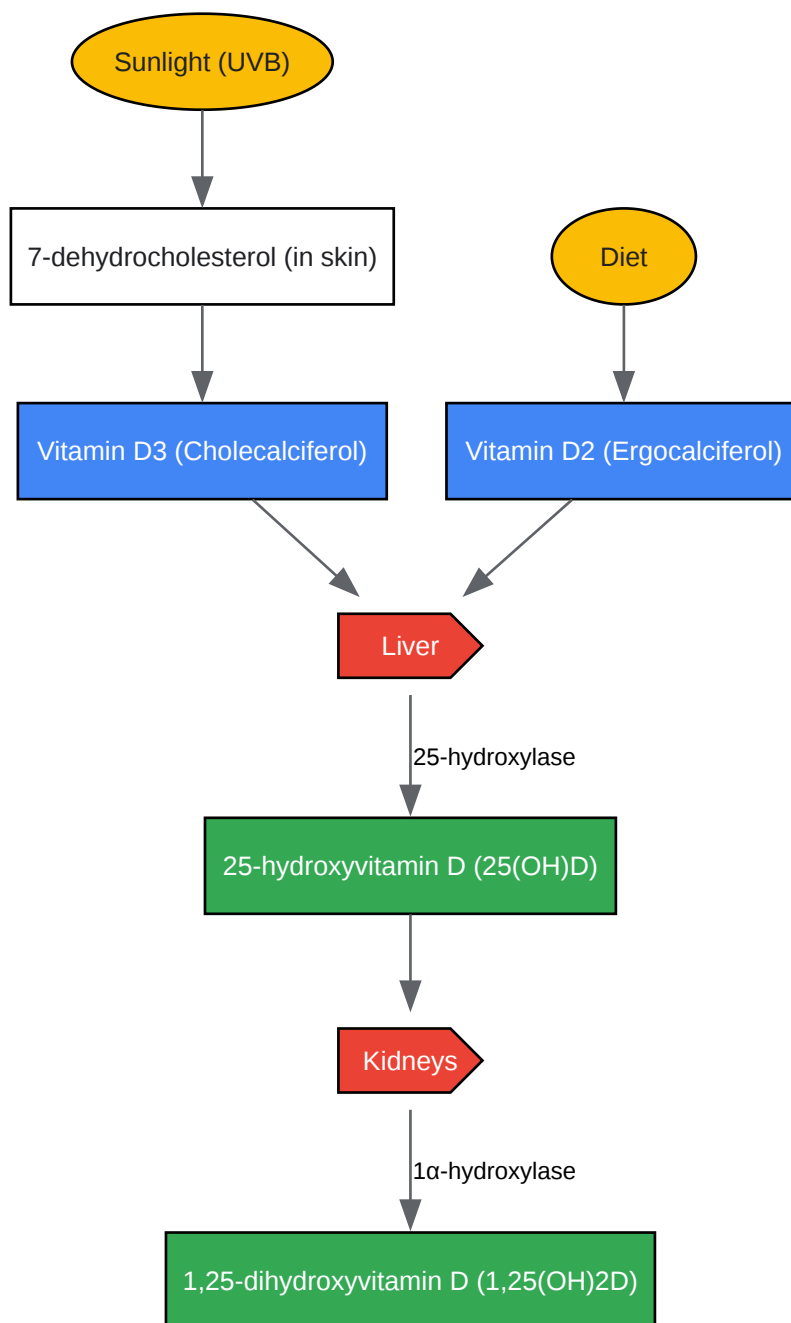 Sunlight (UVB)
7-dehydrocholesterol (in skin)
Diet
Vitamin D3 (Cholecalciferol)
Vitamin D2 (Ergocalciferol)
Liver
25-hydroxylase
25-hydroxyvitamin D (25(OH)D)
Kidneys
1α-hydroxylase
1,25-dihydroxyvitamin D (1,25(OH)2D)